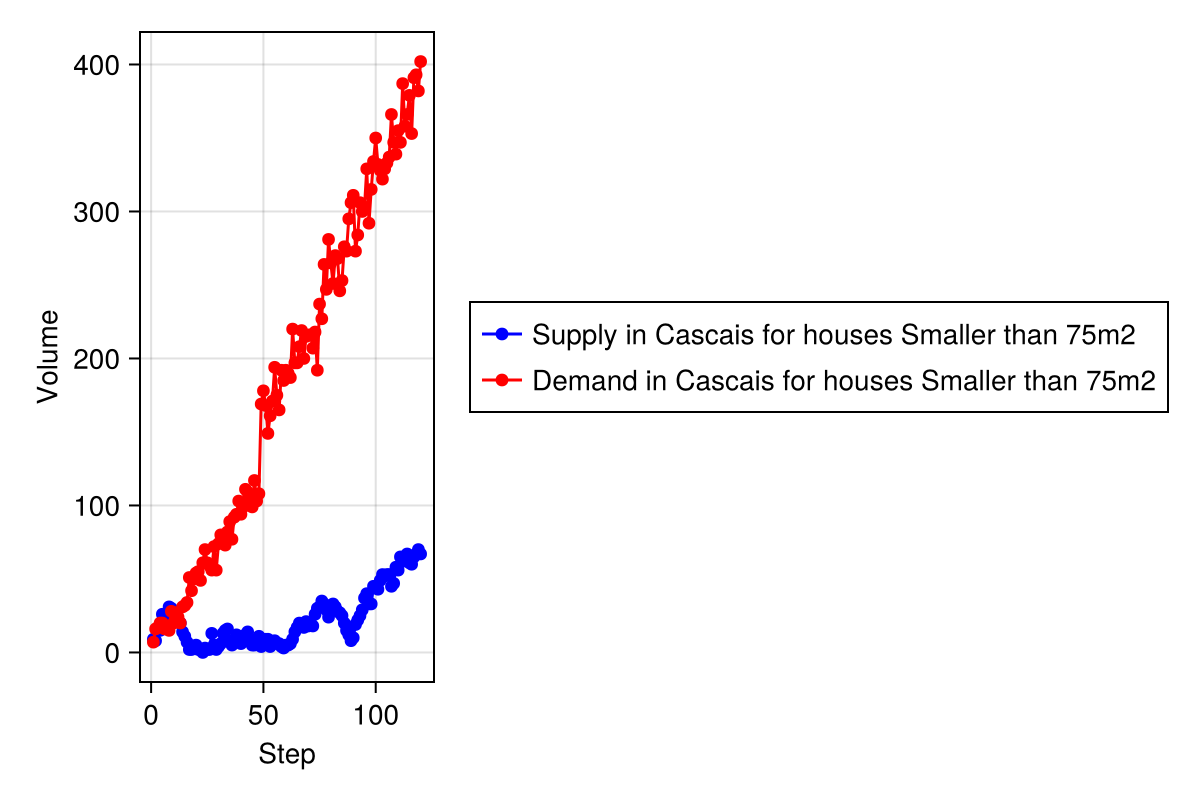 400
300
200
100
0
Volume
0 50 100
Step
Supply in Cascais for houses Smaller than 75m2
Demand in Cascais for houses Smaller than 75m2